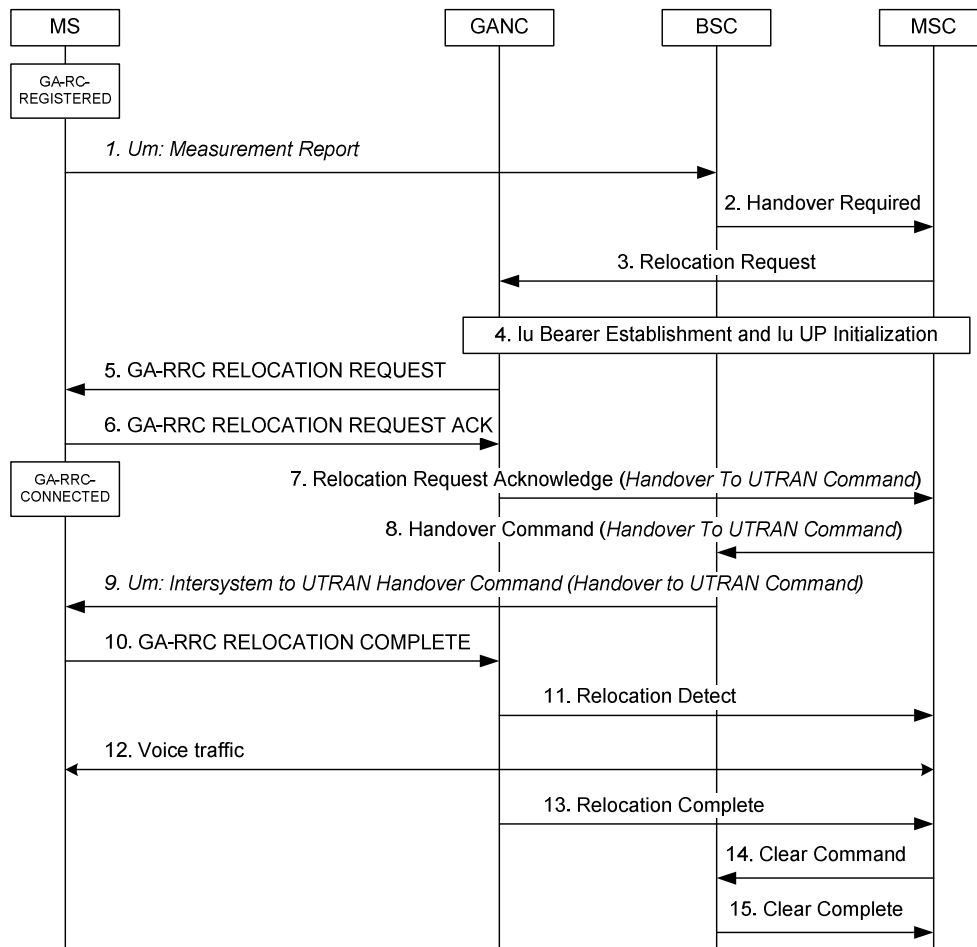 MS
GANC
BSC
MSC
GA-RC-
REGISTERED
1. Um: Measurement Report
2. Handover Required
3. Relocation Request
4. Iu Bearer Establishment and Iu UP Initialization
5. GA-RRC RELOCATION REQUEST
6. GA-RRC RELOCATION REQUEST ACK
GA-RRC-
CONNECTED
7. Relocation Request Acknowledge (Handover To UTRAN Command)
8. Handover Command (Handover To UTRAN Command)
9. Um: Intersystem to UTRAN Handover Command (Handover to UTRAN Command)
10. GA-RRC RELOCATION COMPLETE
11. Relocation Detect
12. Voice traffic
13. Relocation Complete
14. Clear Command
15. Clear Complete